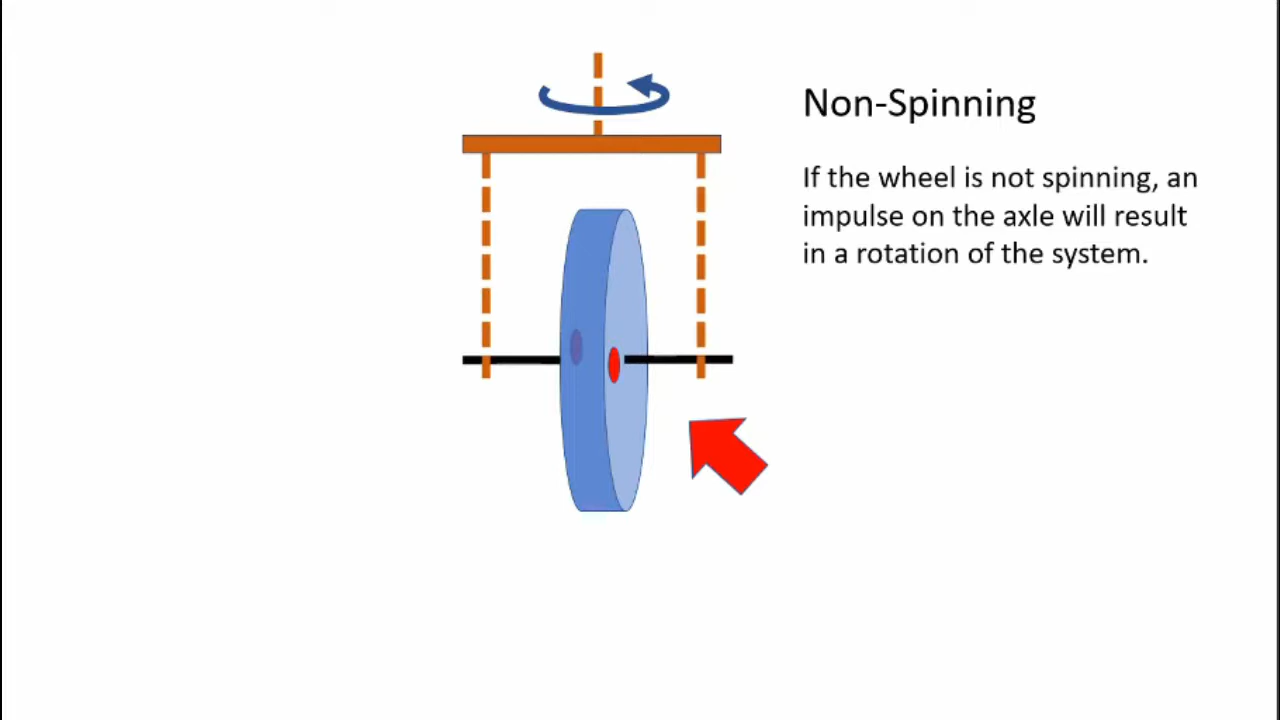 Non-Spinning
If the wheel is not spinning, an
impulse on the axle will result
in a rotation of the system.